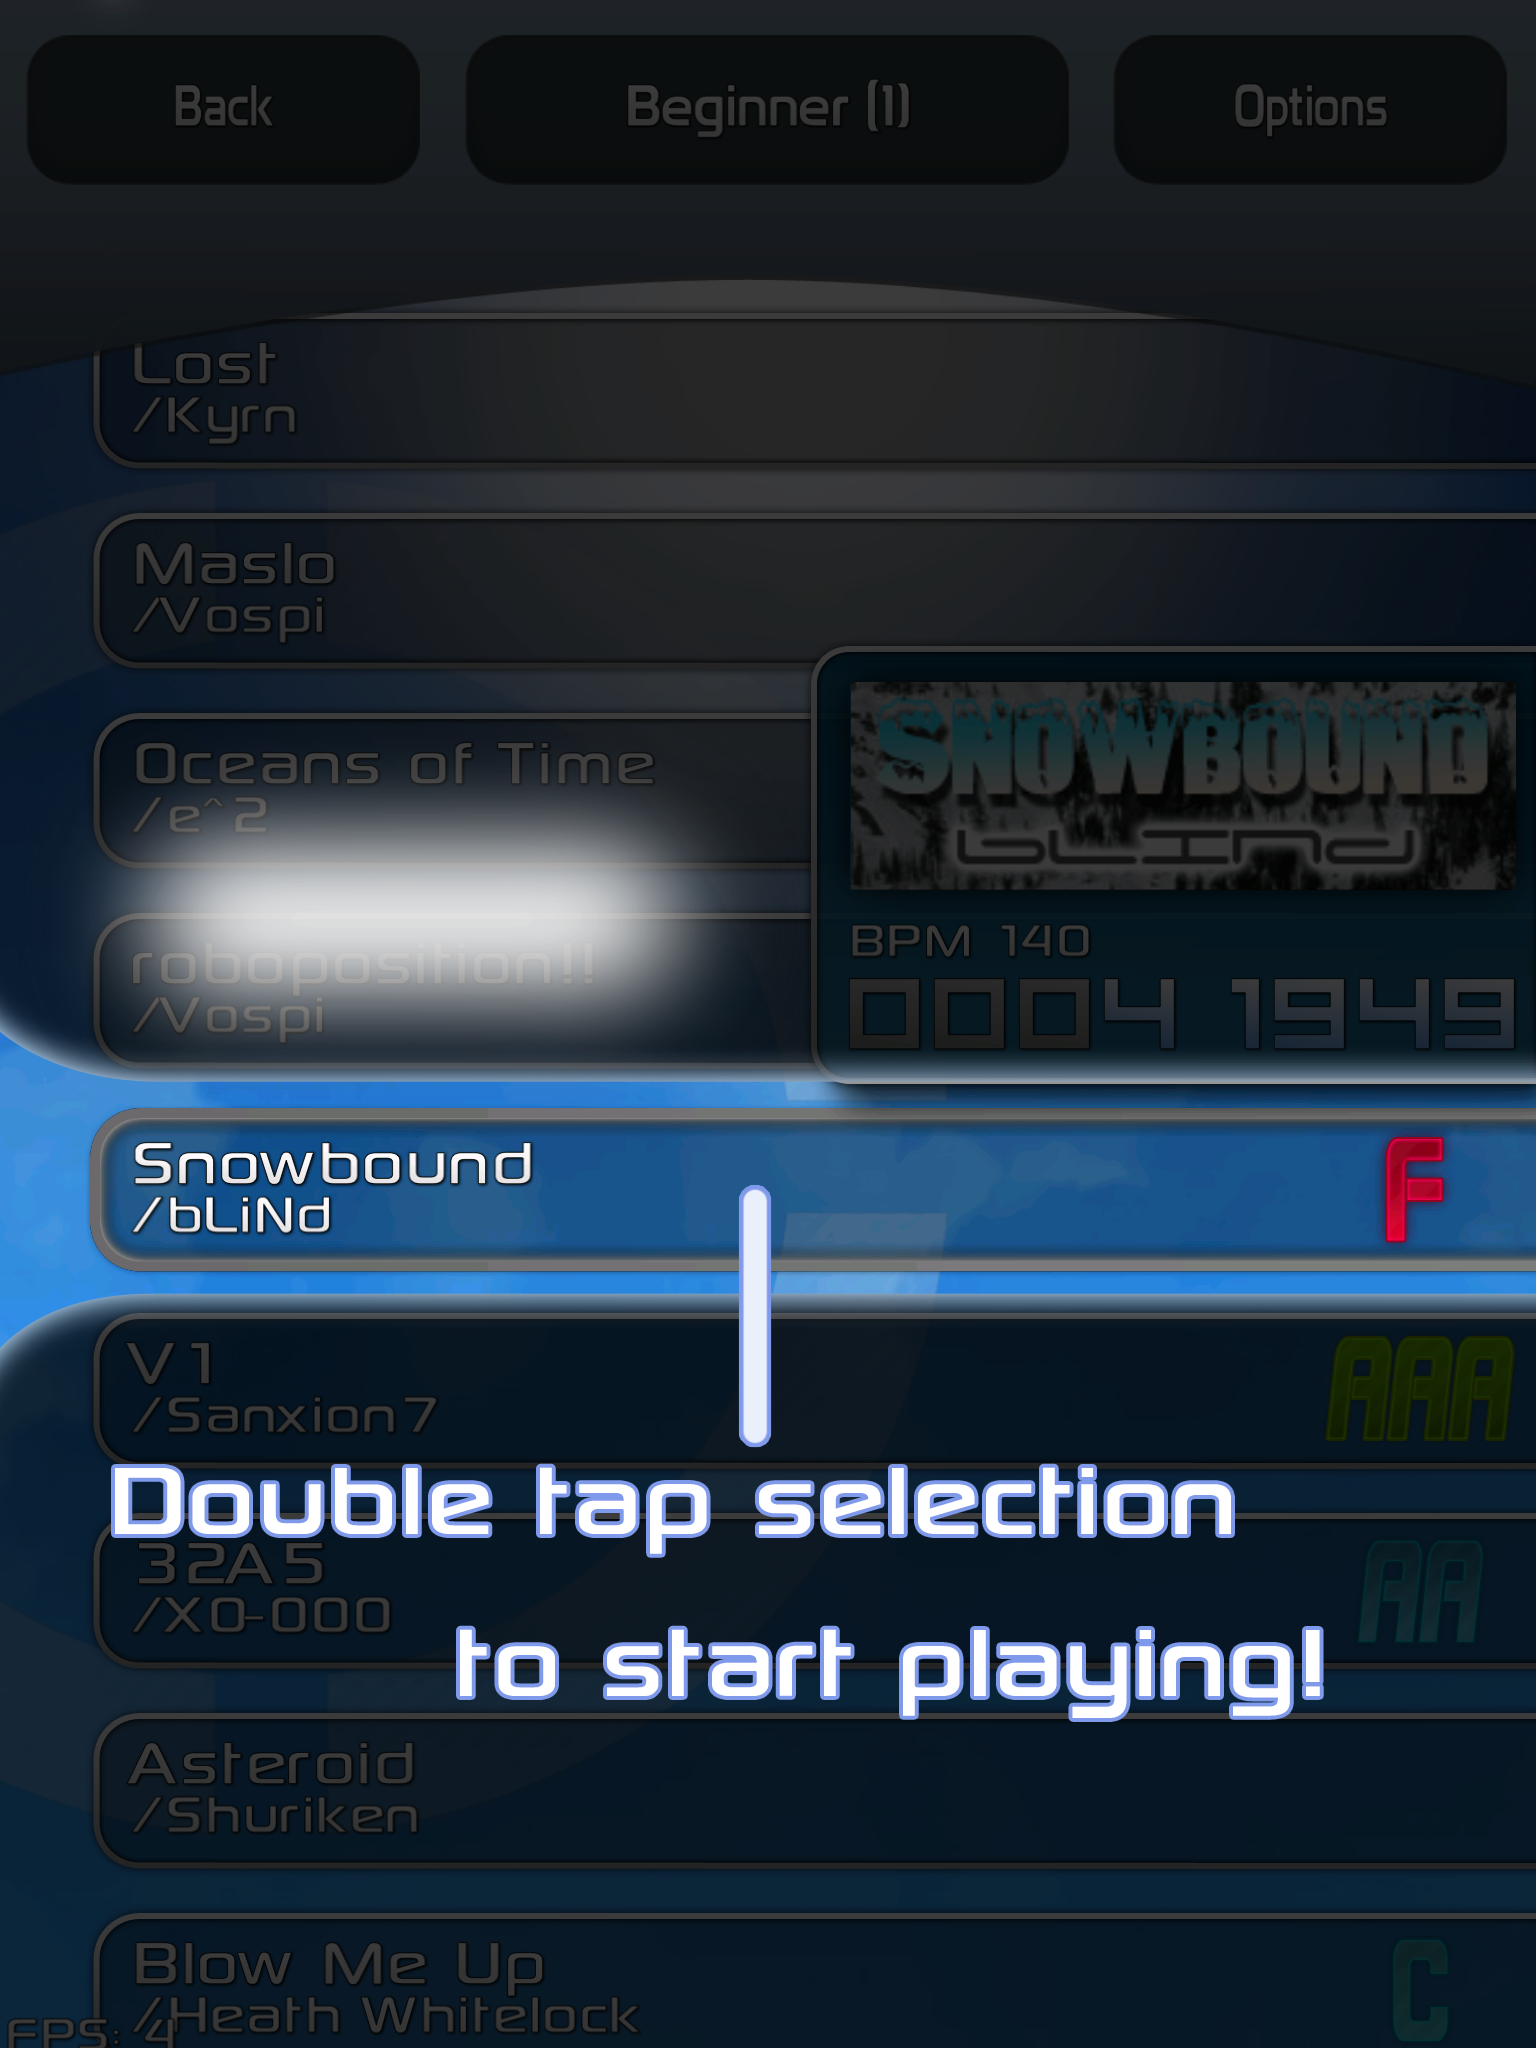 Back
Beginner (1)
Options
Lost
/Kyrn
Maslo
/Vospi
Oceans of Time
/e^2
SNOWBOUND
bLiNd
roboposition!!
/Vospi
BPM 140
0004 1949
Snowbound
/bLiNd
F
V1
/Sanxion7
AAA
Double tap selection
32A5
/X0-000
AA
to start playing!
Asteroid
/Shuriken
Blow Me Up
/Heath Whitelock
C
FPS: 4